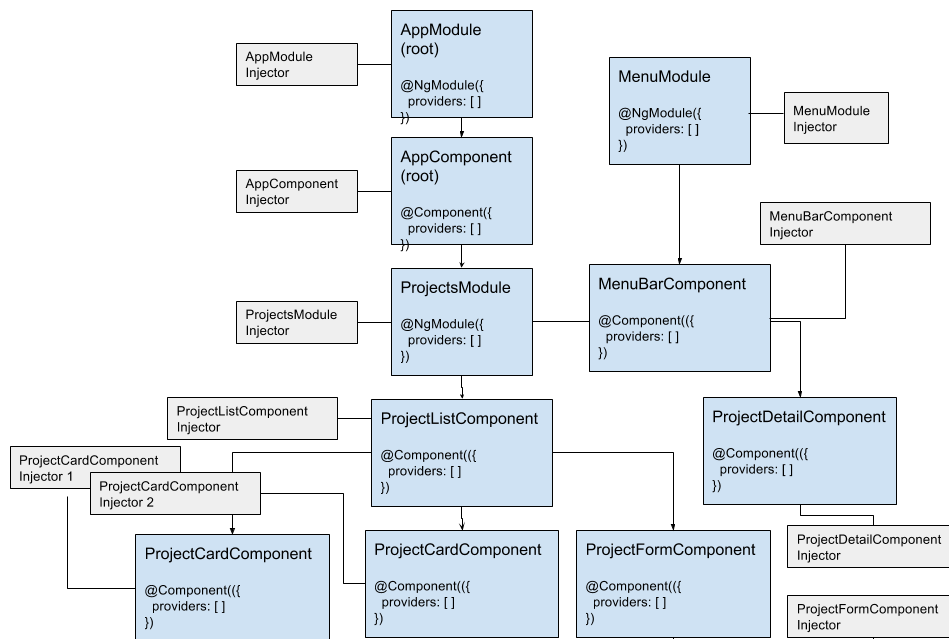 AppModule
(root)
@NgModule({
providers: [ ]
})
AppModule
Injector
MenuModule
@NgModule({
providers: [ ]
})
MenuModule
Injector
AppComponent
(root)
@Component({
providers: [ ]
})
AppComponent
Injector
MenuBarComponent
Injector
ProjectsModule
@NgModule({
providers: [ ]
})
ProjectsModule
Injector
MenuBarComponent
@Component(({
providers: [ ]
})
ProjectListComponent
Injector
ProjectListComponent
@Component(({
providers: [ ]
})
ProjectDetailComponent
@Component(({
providers: [ ]
})
ProjectCardComponent
Injector 1
ProjectCardComponent
Injector 2
ProjectCardComponent
@Component(({
providers: [ ]
})
ProjectCardComponent
@Component(({
providers: [ ]
})
ProjectFormComponent
@Component(({
providers: [ ]
})
ProjectDetailComponent
Injector
ProjectFormComponent
Injector